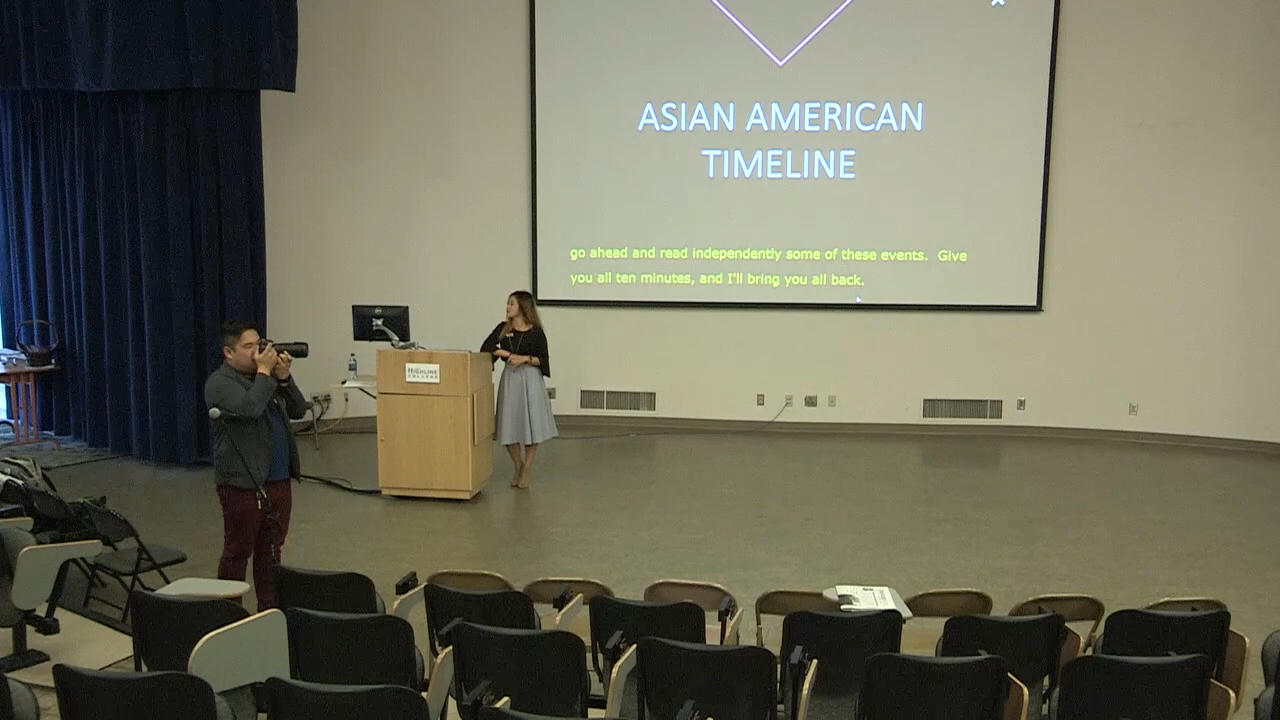 ASIAN AMERICAN
TIMELINE
go ahead and read independently some of these events. Give
you all ten minutes, and I'll bring you all back.
HIGHLINE
COLLEGE